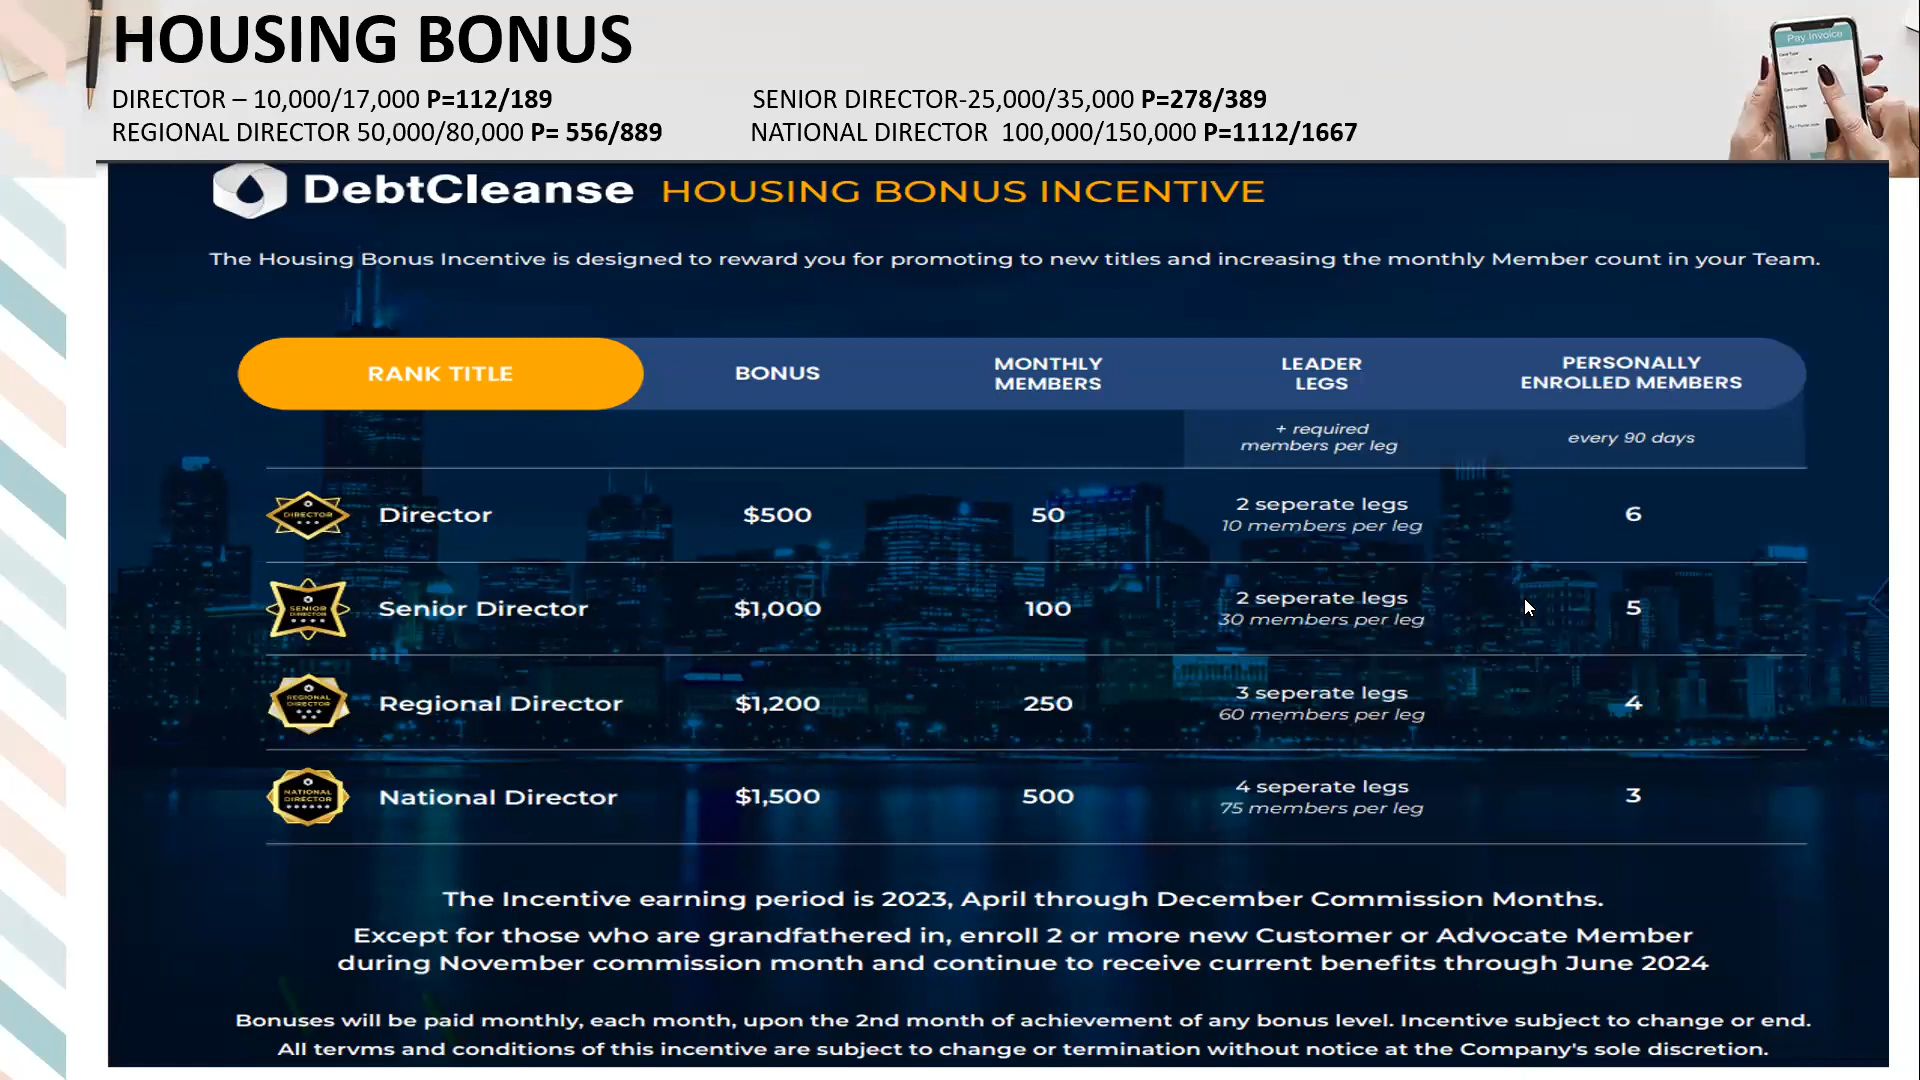 HOUSING BONUS
DIRECTOR – 10,000/17,000 P=112/189
SENIOR DIRECTOR-25,000/35,000 P=278/389
REGIONAL DIRECTOR 50,000/80,000 P= 556/889
NATIONAL DIRECTOR 100,000/150,000 P=1112/1667
Pay Invoice
DebtCleanse HOUSING BONUS INCENTIVE
The Housing Bonus Incentive is designed to reward you for promoting to new titles and increasing the monthly Member count in your Team.
RANK TITLE
BONUS
MONTHLY
MEMBERS
LEADER
LEGS
PERSONALLY
ENROLLED MEMBERS
+ required
members per leg
every 90 days
DIRECTOR
Director
$500
50
2 seperate legs
10 members per leg
6
SENIOR
DIRECTOR
Senior Director
$1,000
100
2 seperate legs
30 members per leg
5
REGIONAL
DIRECTOR
Regional Director
$1,200
250
3 seperate legs
60 members per leg
4
NATIONAL
DIRECTOR
National Director
$1,500
500
4 seperate legs
75 members per leg
3
The Incentive earning period is 2023, April through December Commission Months.
Except for those who are grandfathered in, enroll 2 or more new Customer or Advocate Member
during November commission month and continue to receive current benefits through June 2024
Bonuses will be paid monthly, each month, upon the 2nd month of achievement of any bonus level. Incentive subject to change or end.
All tervms and conditions of this incentive are subject to change or termination without notice at the Company's sole discretion.